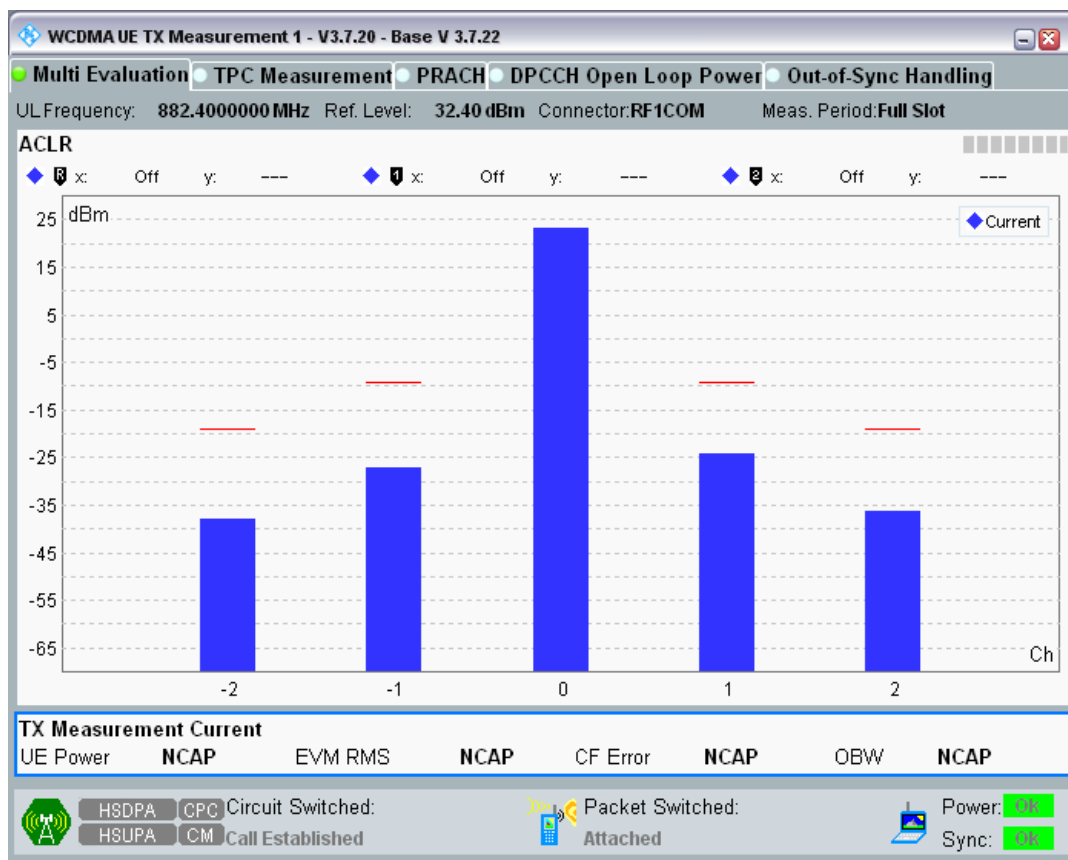 WCDMA UE TX Measurement 1 - V3.7.20 - Base V 3.7.22
Multi Evaluation TPC Measurement PRACH DPCCH Open Loop Power Out-of-Sync Handling
UL Frequency: 882.4000000 MHz Ref. Level: 32.40 dBm Connector:RF1COM Meas. Period:Full Slot
ACLR
R x: Off y: --- 1 x: Off y: --- 2 x: Off y: ---
dBm
Current
25
15
5
-5
-15
-25
-35
-45
-55
-65
Ch
-2 -1 0 1 2
TX Measurement Current
UE Power NCAP EVM RMS NCAP CF Error NCAP OBW NCAP
HSDPA CPC Circuit Switched: Packet Switched: Power: OK
HSUPA CM Call Established Attached Sync: OK